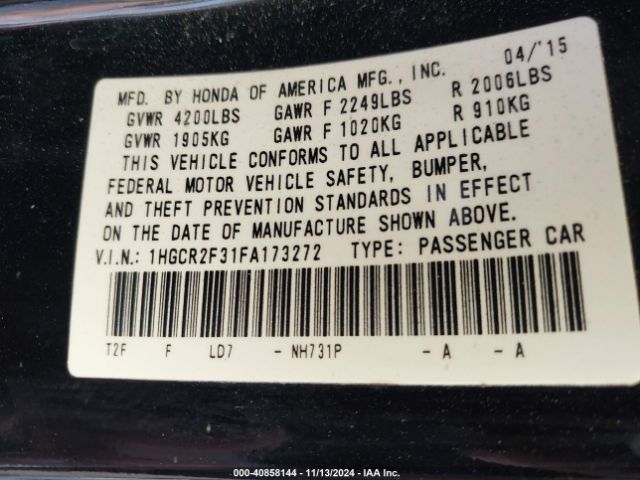 MFD. BY HONDA OF AMERICA MFG., INC. 04/'15
GVWR 4200LBS GAWR F 2249LBS R 2006LBS
GVWR 1905KG GAWR F 1020KG R 910KG
THIS VEHICLE CONFORMS TO ALL APPLICABLE
FEDERAL MOTOR VEHICLE SAFETY, BUMPER,
AND THEFT PREVENTION STANDARDS IN EFFECT
ON THE DATE OF MANUFACTURE SHOWN ABOVE.
V.I.N.: 1HGCR2F31FA173272 TYPE: PASSENGER CAR
T2F F LD7 - NH731P - A - A
000-40858144 - 11/13/2024 - IAA Inc.